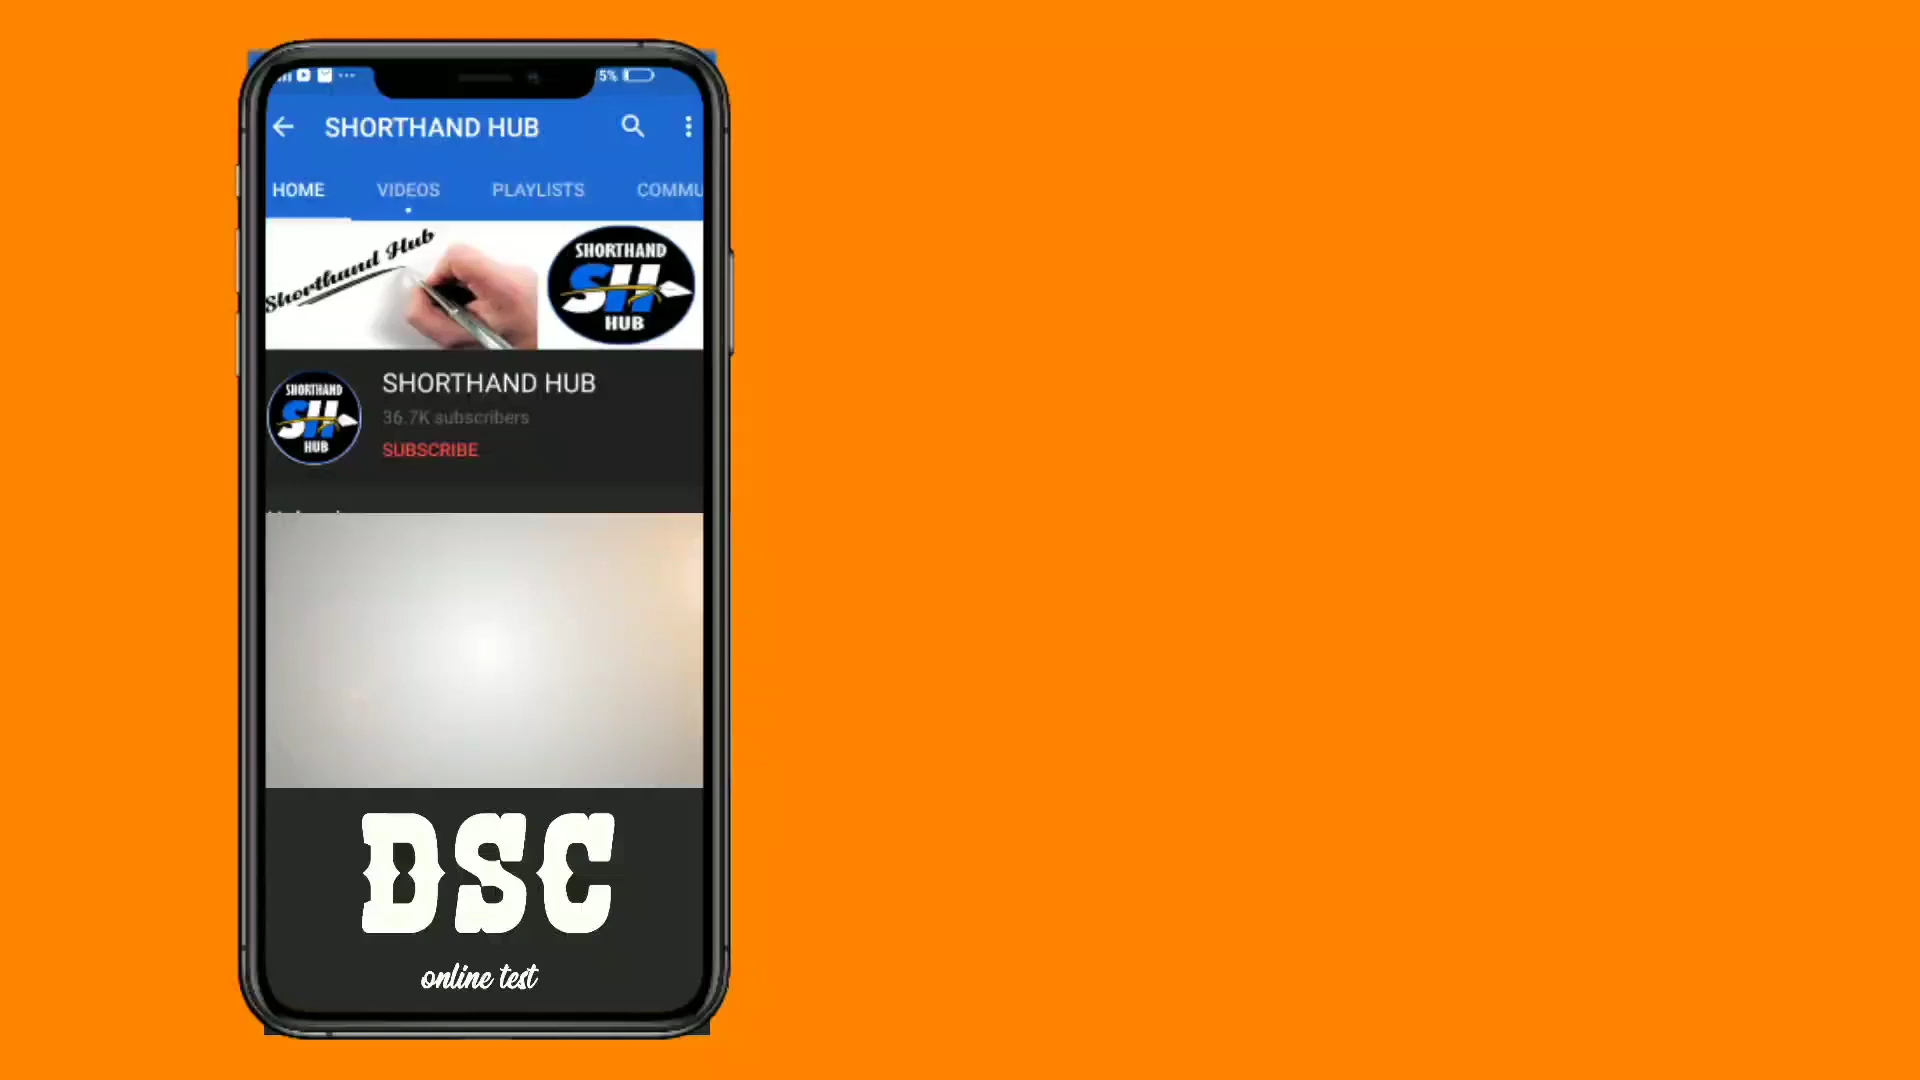 5%
SHORTHAND HUB
HOME VIDEOS PLAYLISTS COMMU
Shorthand Hub
SHORTHAND
SH
HUB
SHORTHAND
SH
HUB
SHORTHAND HUB
36.7K subscribers
SUBSCRIBE
DSC
online test